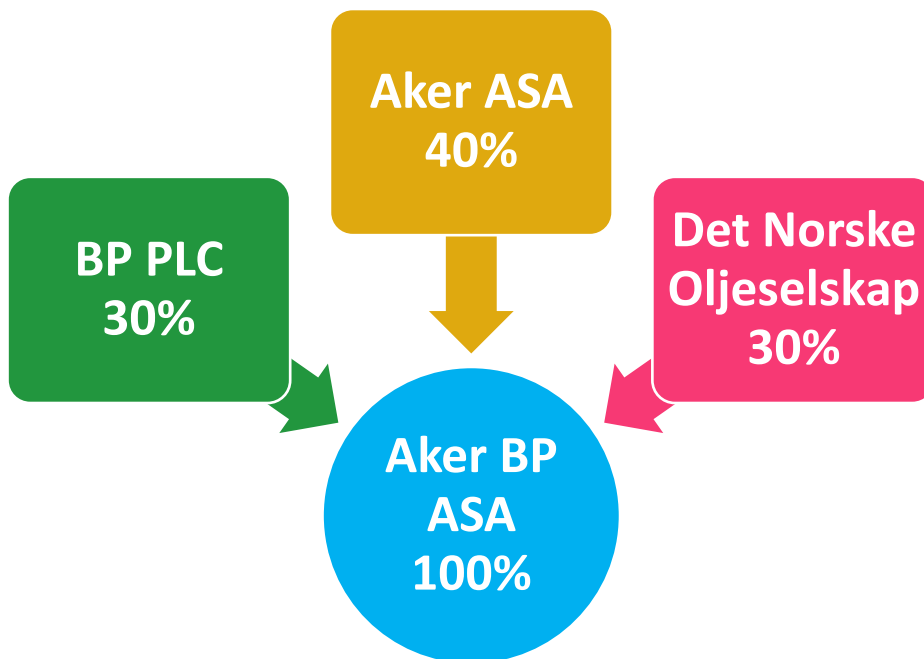 Aker ASA
40%
BP PLC
30%
Det Norske
Oljeselskap
30%
Aker BP
ASA
100%